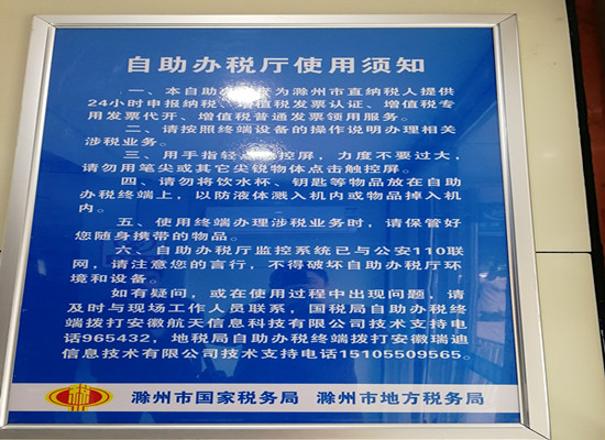 自助办税厅使用须知
一、本自助办税厅为滁州市直纳税人提供
24小时申报纳税、增值税发票认证、增值税专
用发票代开、增值税普通发票领用服务。
二、请按照终端设备的操作说明办理相关
涉税业务。
三、用手指轻点触控屏，力度不要过大，
请勿用笔尖或其它尖锐物体点击触控屏。
四、请勿将饮水杯、钥匙等物品放在自助
办税终端上，以防液体溅入机内或物品掉入机
内。
五、使用终端办理涉税业务时，请保管好
您随身携带的物品。
六、自助办税厅监控系统已与公安110联
网，请注意您的言行，不得破坏自助办税厅环
境和设备。
如有疑问，或在使用过程中出现问题，请
及时与现场工作人员联系，国税局自助办税终
端拨打安徽航天信息科技有限公司技术支持电
话965432，地税局自助办税终端拨打安徽瑞迪
信息技术有限公司技术支持电话15105509565。
滁州市国家税务局 滁州市地方税务局